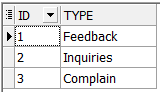 ID TYPE
1 Feedback
2 Inquiries
3 Complain